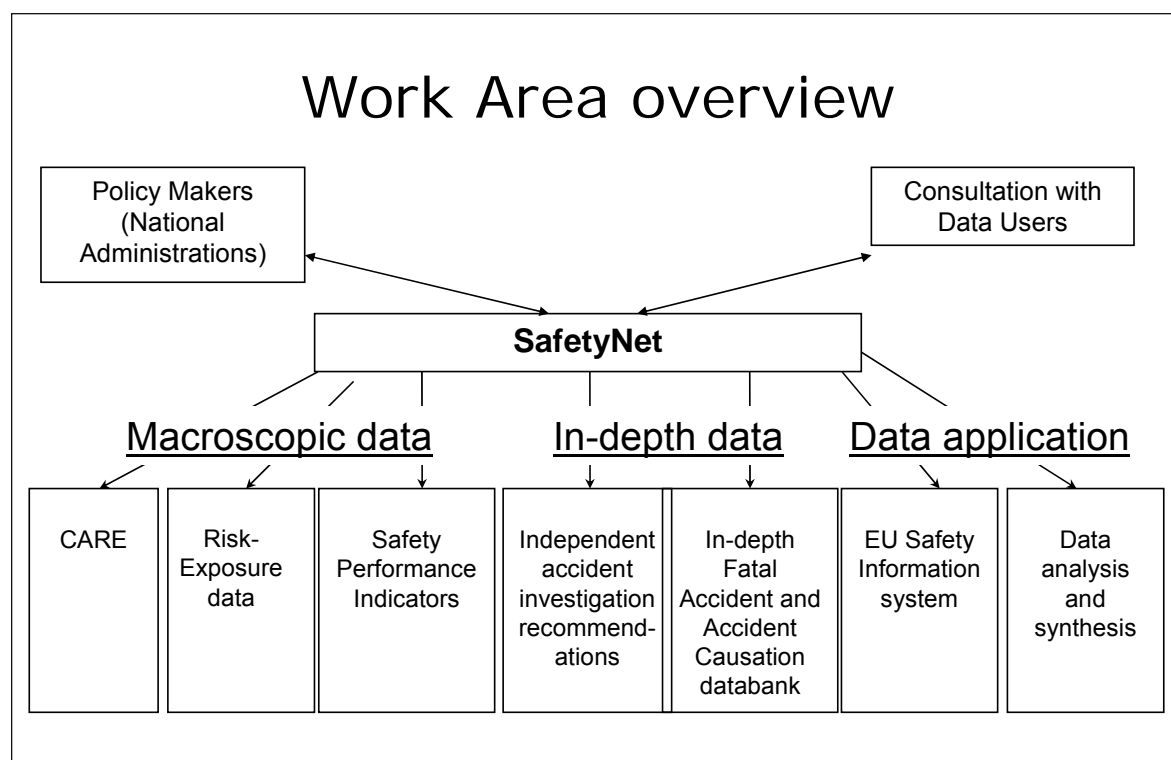 Work Area overview
Policy Makers
(National
Administrations)
Consultation with
Data Users
SafetyNet
Macroscopic data
In-depth data
Data application
CARE
Risk-
Exposure
data
Safety
Performance
Indicators
Independent
accident
investigation
recommend-
ations
In-depth
Fatal
Accident and
Accident
Causation
databank
EU Safety
Information
system
Data
analysis
and
synthesis